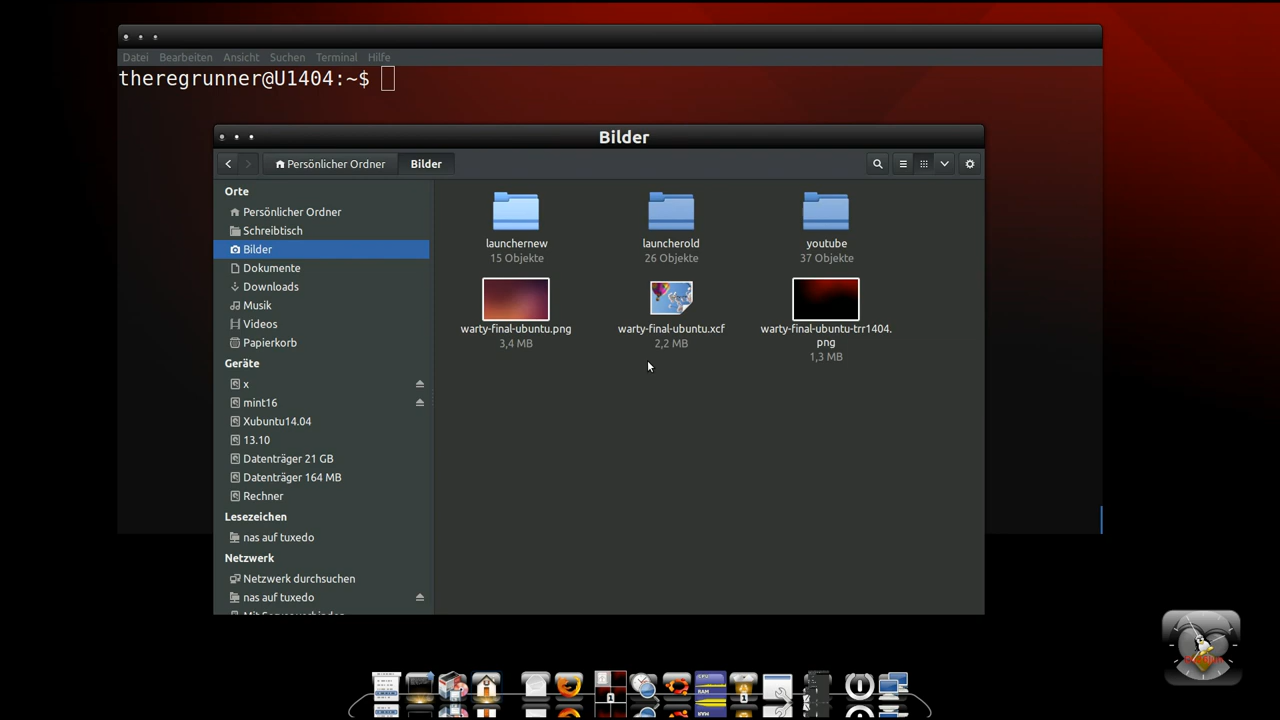 Datei Bearbeiten Ansicht Suchen Terminal Hilfe
theregrunner@U1404:~$
Bilder
Persönlicher Ordner Bilder
Orte
Persönlicher Ordner
Schreibtisch
Bilder
Dokumente
Downloads
Musik
Videos
Papierkorb
Geräte
x
mint16
Xubuntu14.04
13.10
Datenträger 21 GB
Datenträger 164 MB
Rechner
Lesezeichen
nas auf tuxedo
Netzwerk
Netzwerk durchsuchen
nas auf tuxedo
launchernew
15 Objekte
launcherold
26 Objekte
youtube
37 Objekte
warty-final-ubuntu.png
3,4 MB
warty-final-ubuntu.xcf
2,2 MB
warty-final-ubuntu-trr1404.
png
1,3 MB
1
RAM
1